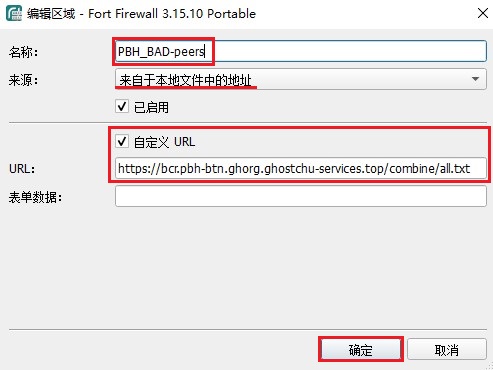 编辑区域 - Fort Firewall 3.15.10 Portable
名称： PBH_BAD-peers
来源： 来自于本地文件中的地址
已启用
自定义 URL
URL: https://bcr.pbh-btn.ghorg.ghostchu-services.top/combine/all.txt
表单数据：
确定 取消